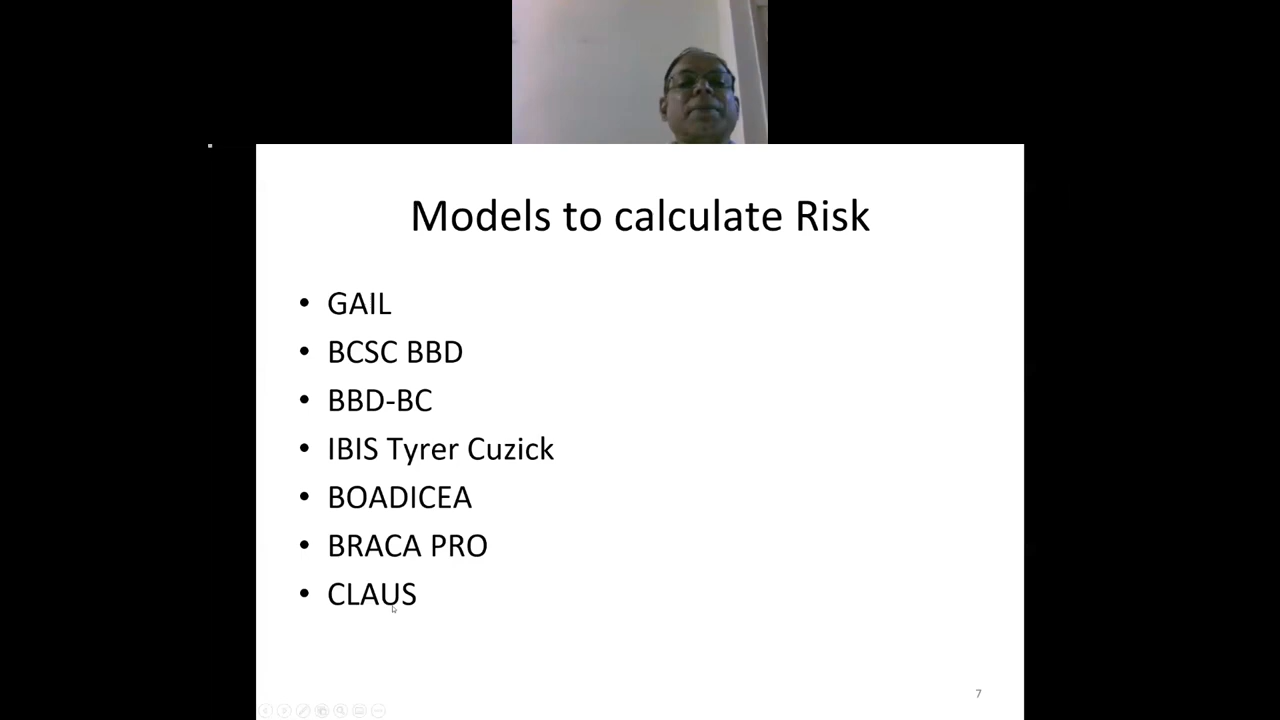 Models to calculate Risk
• GAIL
• BCSC BBD
• BBD-BC
• IBIS Tyrer Cuzick
• BOADICEA
• BRACA PRO
• CLAUS
7